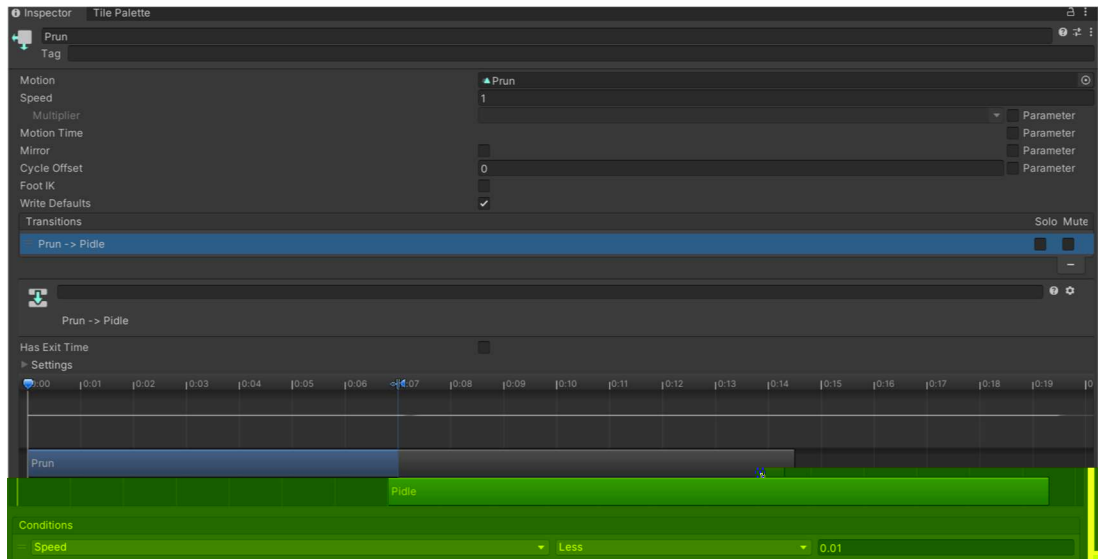 Inspector Tile Palette
Prun
Tag
Motion Prun
Speed 1
Multiplier Parameter
Motion Time Parameter
Mirror Parameter
Cycle Offset 0 Parameter
Foot IK
Write Defaults
Transitions Solo Mute
Prun -> Pidle
Prun -> Pidle
Has Exit Time
Settings
0:00 0:01 0:02 0:03 0:04 0:05 0:06 0:07 0:08 0:09 0:10 0:11 0:12 0:13 0:14 0:15 0:16 0:17 0:18 0:19 0
Prun
Pidle
Conditions
Speed Less 0.01